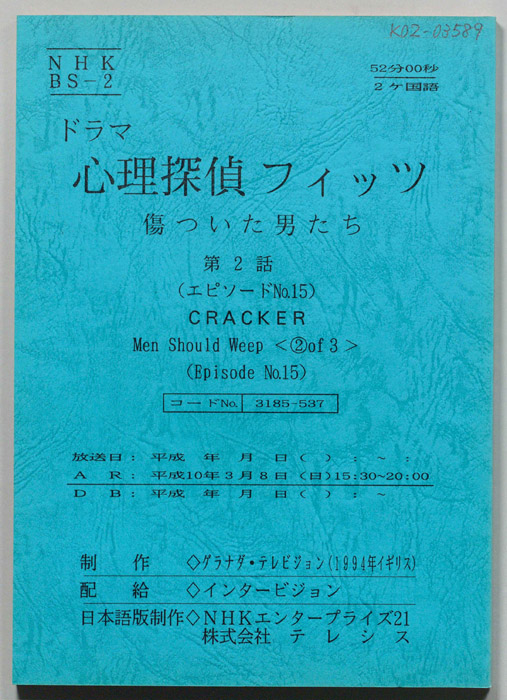 KOZ-03589
NHK
BS-2
52分00秒
2ケ国語
ドラマ
心理探偵フィッツ
傷ついた男たち
第2話
(エピソードNo.15)
CRACKER
Men Should Weep <②of3>
(Episode No.15)
コードNo. 3185-537
放送日: 平成 年 月 日( ) : ~ :
AR: 平成10年3月8日(日)15:30~20:00
DB: 平成 年 月 日( ) : ~
制作◇グラナダ・テレビジョン(1994年イギリス)
配給◇インタービジョン
日本語版制作◇NHKエンタープライズ21
株式会社 テレシス